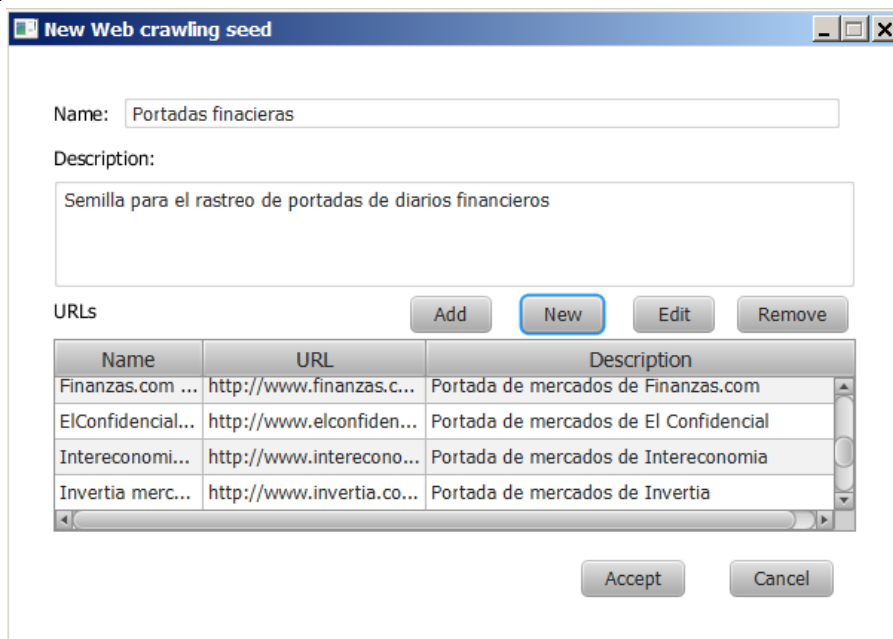 New Web crawling seed
Name: Portadas finacieras
Description:
Semilla para el rastreo de portadas de diarios financieros
URLs Add New Edit Remove
Name URL Description
Finanzas.com ... http://www.finanzas.c... Portada de mercados de Finanzas.com
ElConfidencial... http://www.elconfiden... Portada de mercados de El Confidencial
Intereconomi... http://www.interecono... Portada de mercados de Intereconomia
Invertia merc... http://www.invertia.co... Portada de mercados de Invertia
Accept Cancel